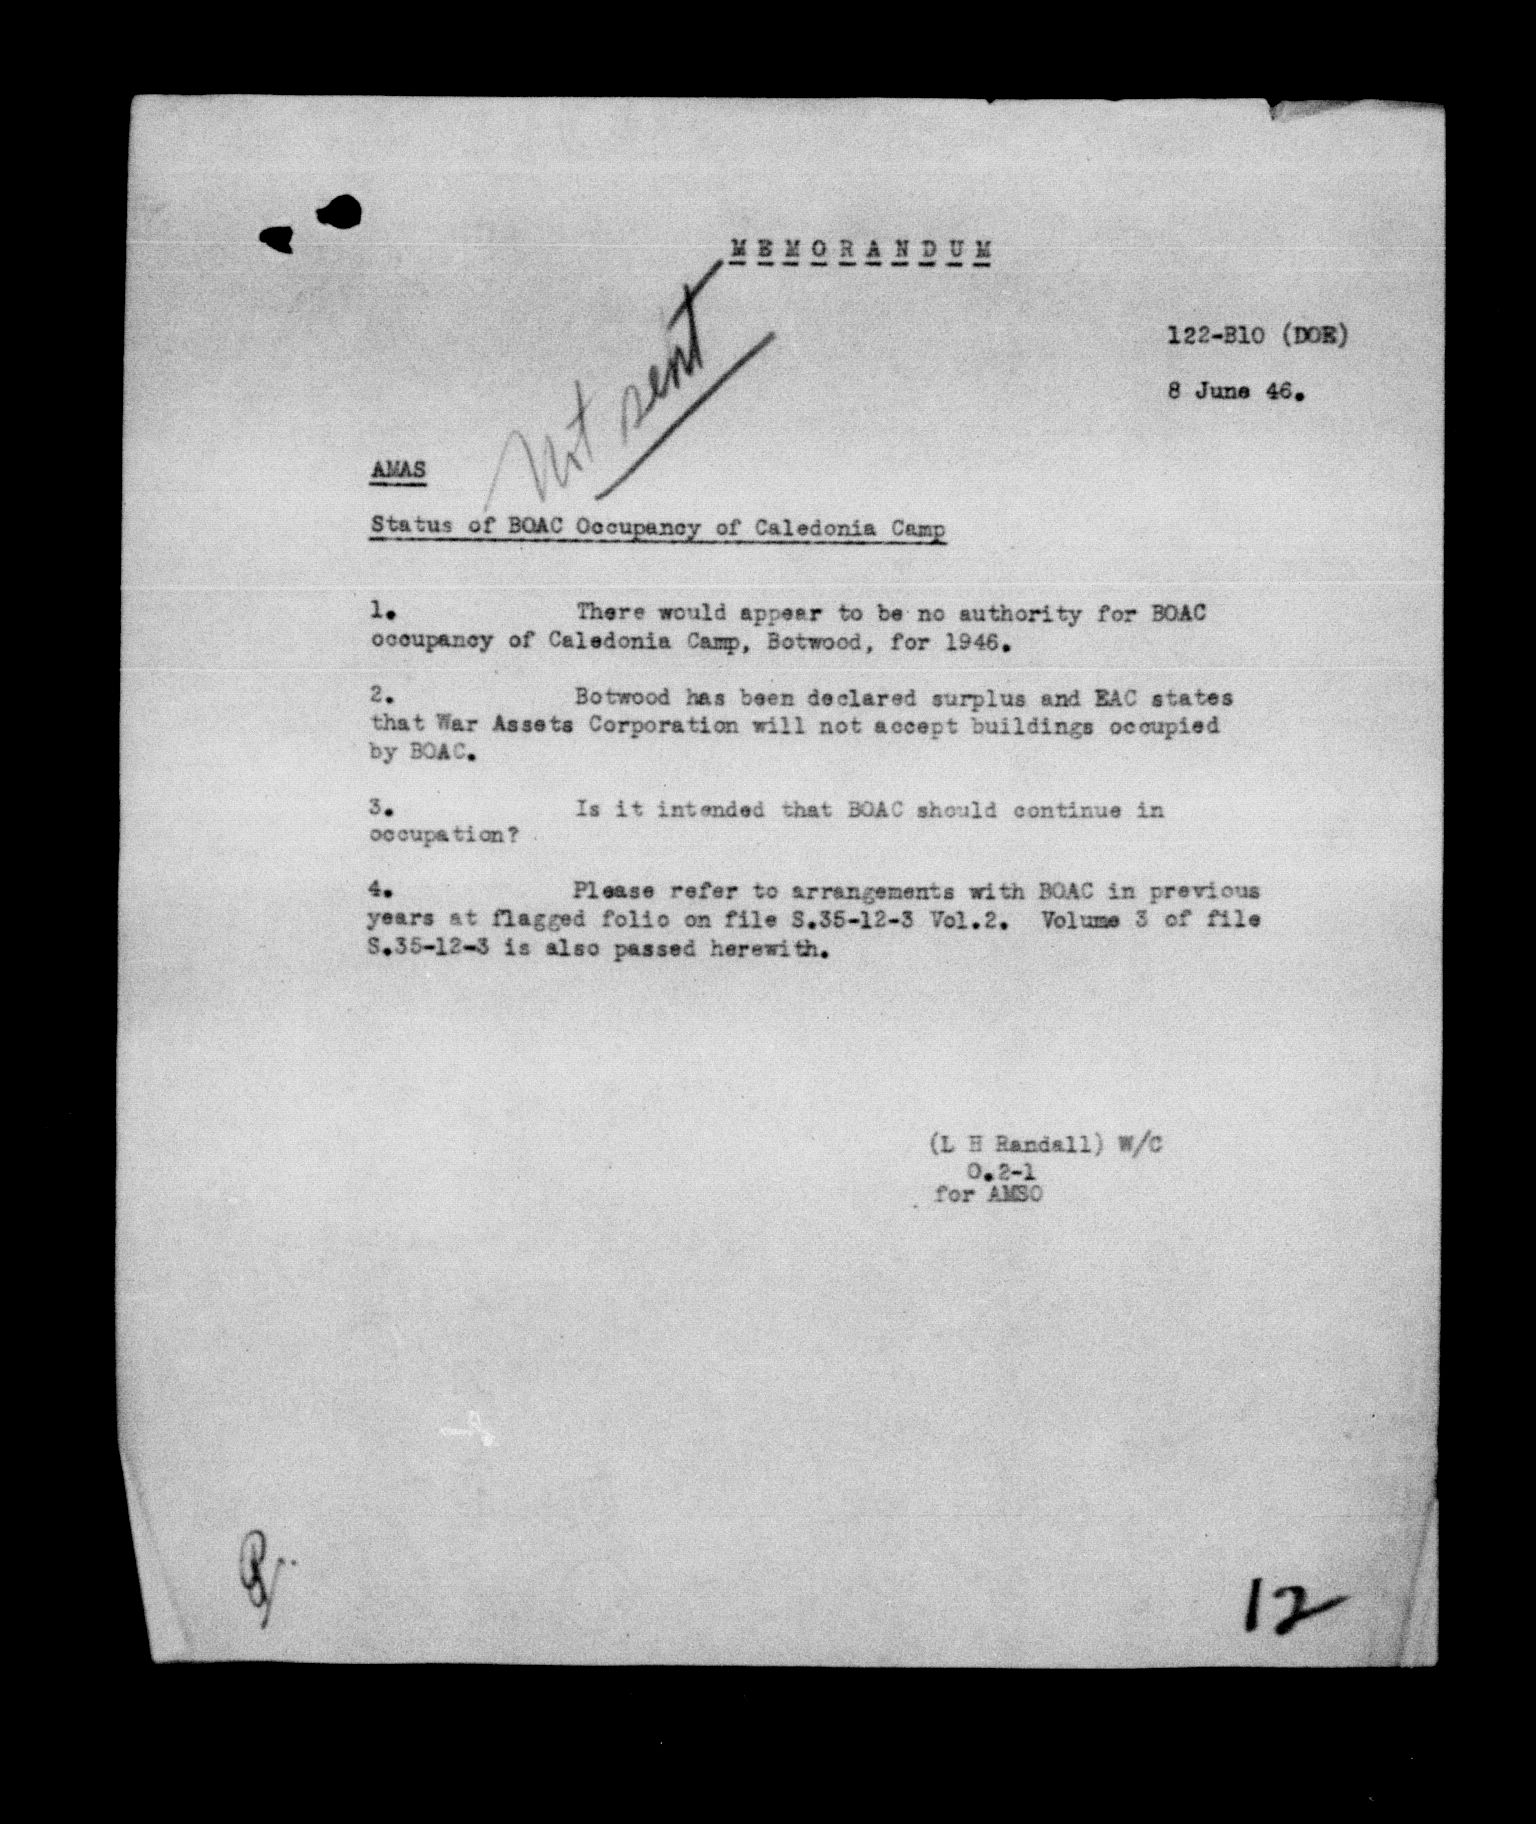 M E M O R A N D U M
122-B10 (DOE)
8 June 46.
Not sent
AMAS
Status of BOAC Occupancy of Caledonia Camp
1. There would appear to be no authority for BOAC
occupancy of Caledonia Camp, Botwood, for 1946.
2. Botwood has been declared surplus and EAC states
that War Assets Corporation will not accept buildings occupied
by BOAC.
3. Is it intended that BOAC should continue in
occupation?
4. Please refer to arrangements with BOAC in previous
years at flagged folio on file S.35-12-3 Vol.2. Volume 3 of file
S.35-12-3 is also passed herewith.
(L H Randall) W/C
O.2-1
for AMSO
12